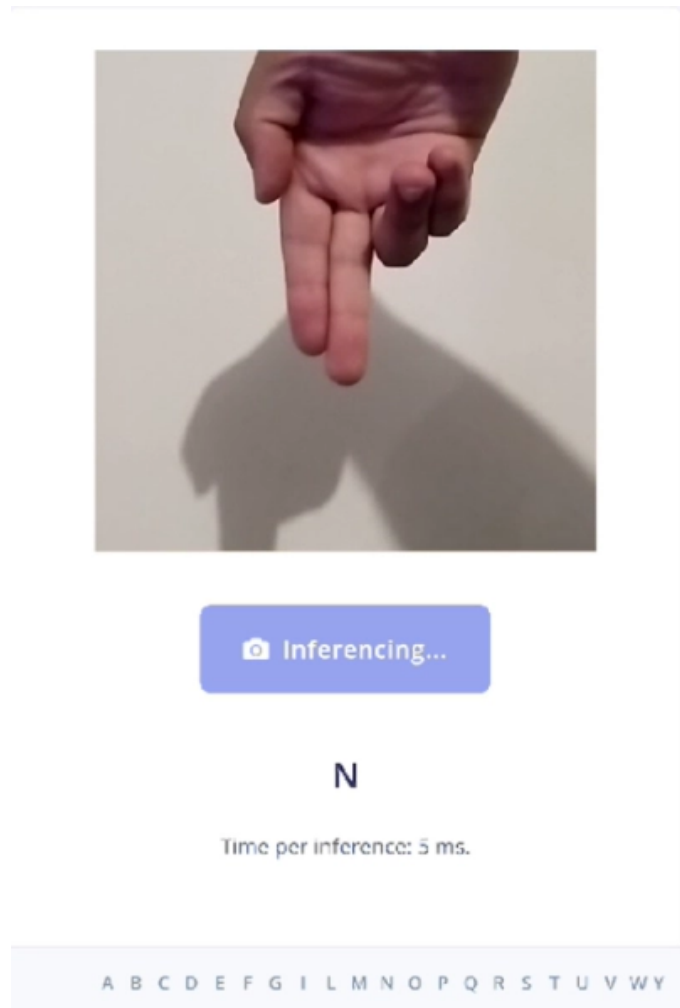 Inferencing...
N
Time per inference: 5 ms.
A B C D E F G I L M N O P Q R S T U V W Y